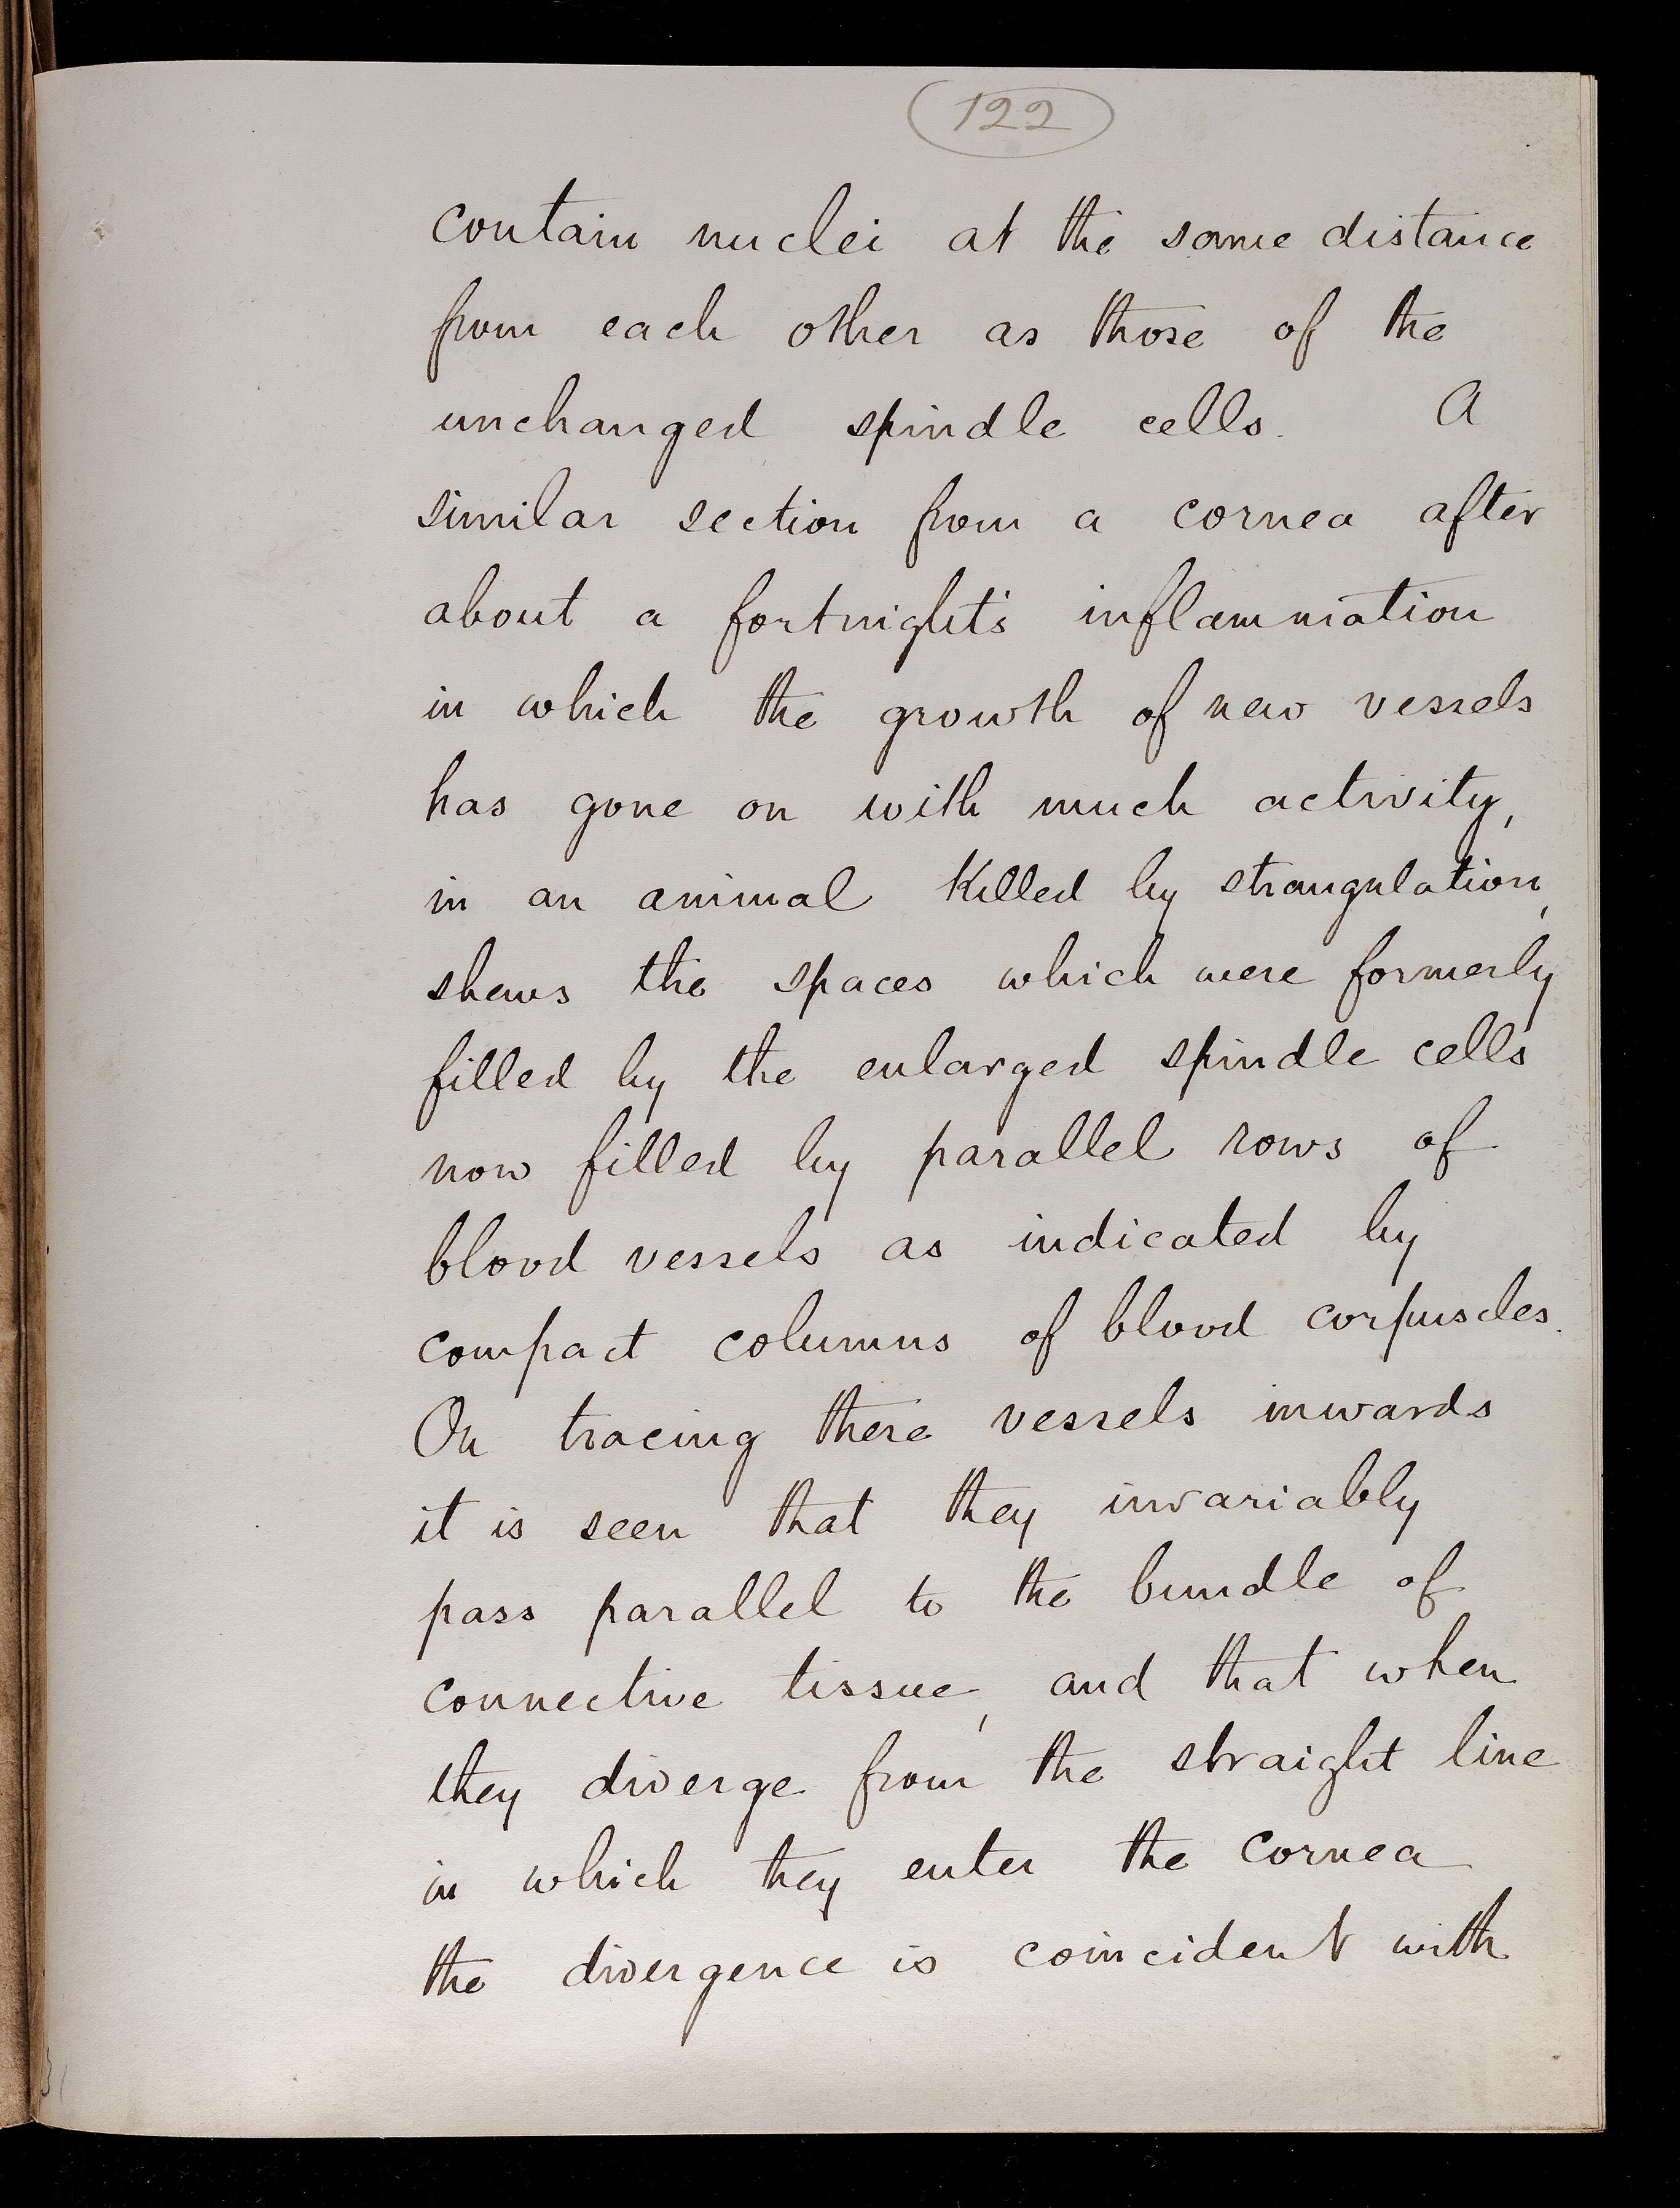 122
contain nuclei at the same distance
from each other as those of the
unchanged spindle cells. A
similar section from a cornea after
about a fortnight's inflammation
in which the growth of new vessels
has gone on with much activity,
in an animal killed by strangulation,
shews the spaces which were formerly
filled by the enlarged spindle cells
now filled by parallel rows of
blood vessels as indicated by
compact columns of blood corpuscles.
On tracing these vessels inwards
it is seen that they invariably
pass parallel to the bundle of
connective tissue, and that when
they diverge from the straight line
in which they enter the cornea
the divergence is coincident with